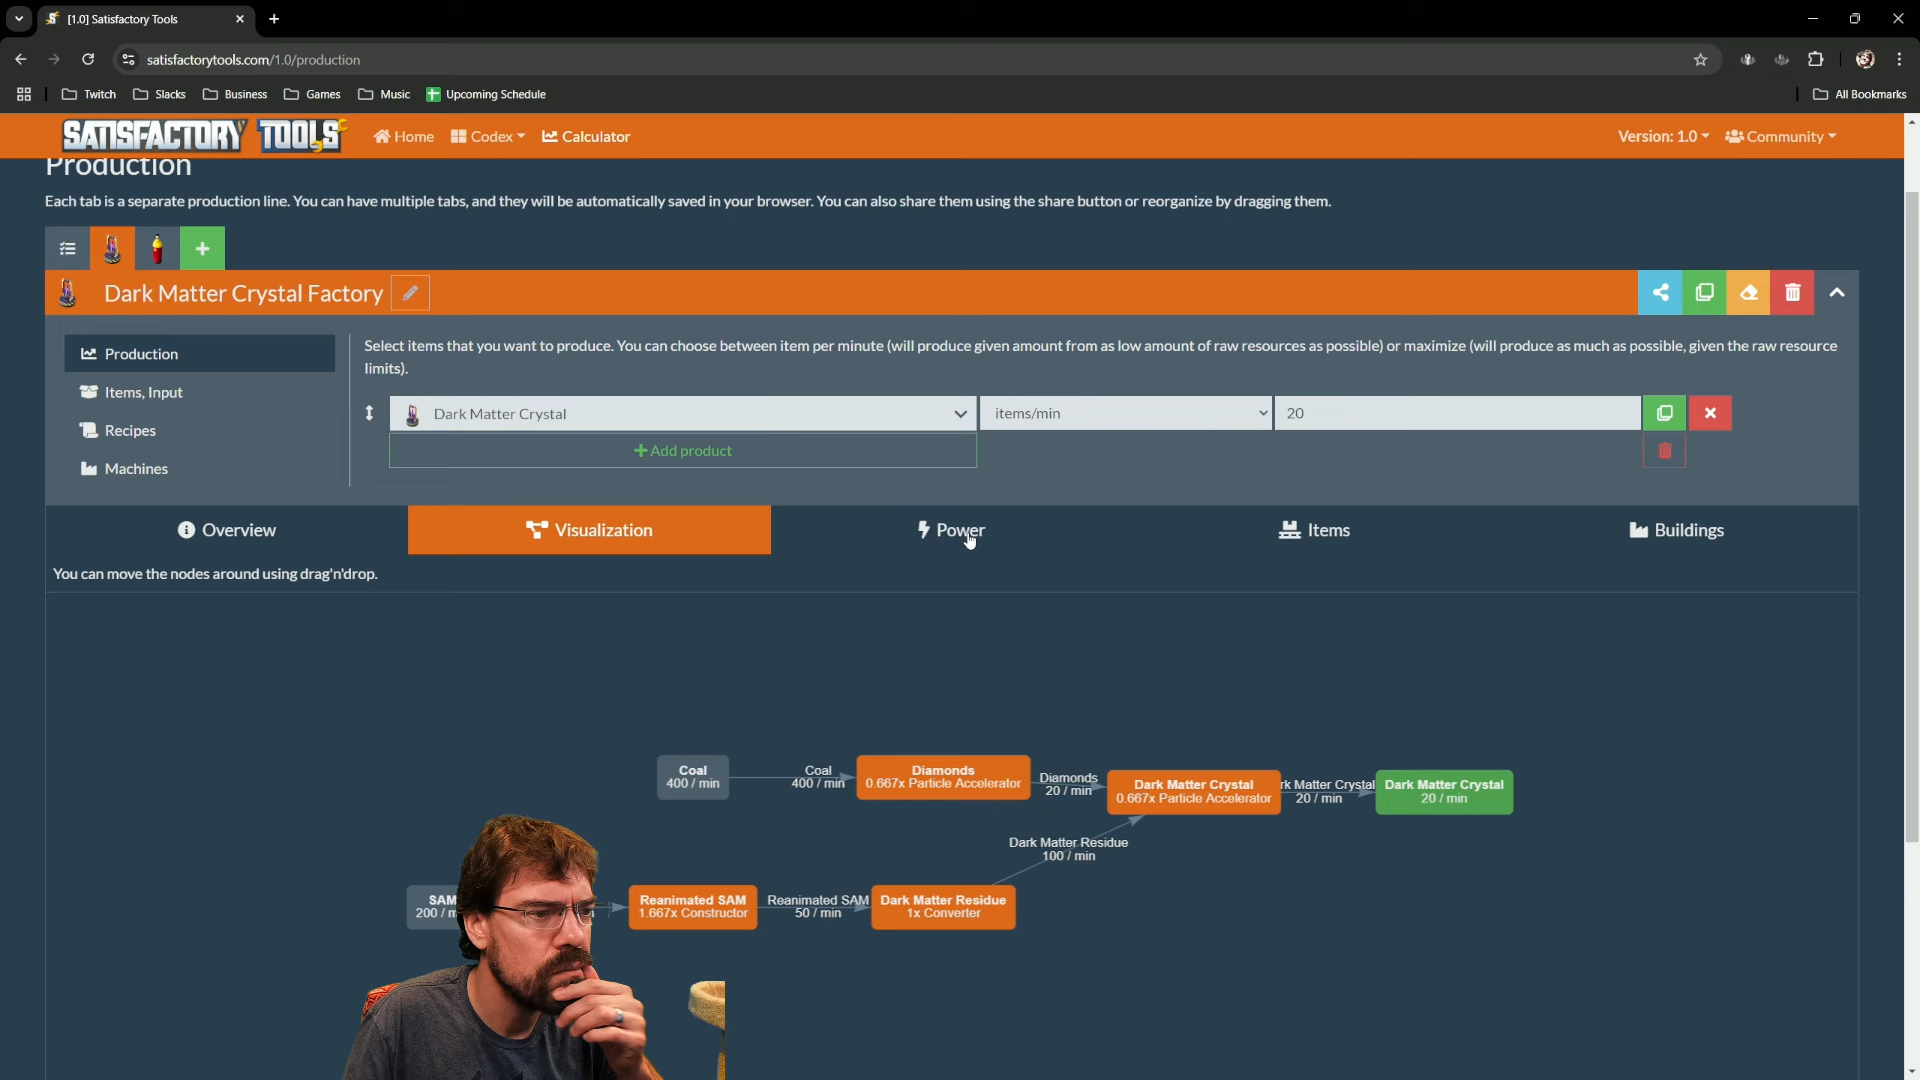 [1.0] Satisfactory Tools
satisfactorytools.com/1.0/production
Twitch
Slacks
Business
Games
Music
Upcoming Schedule
All Bookmarks
SATISFACTORY TOOLS
Home
Codex
Calculator
Version: 1.0
Community
Production
Each tab is a separate production line. You can have multiple tabs, and they will be automatically saved in your browser. You can also share them using the share button or reorganize by dragging them.
Dark Matter Crystal Factory
Production
Items, Input
Recipes
Machines
Select items that you want to produce. You can choose between item per minute (will produce given amount from as low amount of raw resources as possible) or maximize (will produce as much as possible, given the raw resource
limits).
Dark Matter Crystal
items/min
20
Add product
Overview
Visualization
Power
Items
Buildings
You can move the nodes around using drag'n'drop.
Coal
400 / min
Coal
400 / min
Diamonds
0.667x Particle Accelerator
Diamonds
20 / min
Dark Matter Crystal
0.667x Particle Accelerator
rk Matter Crystal
20 / min
Dark Matter Crystal
20 / min
Dark Matter Residue
100 / min
SAM
200 / m
Reanimated SAM
1.667x Constructor
Reanimated SAM
50 / min
Dark Matter Residue
1x Converter